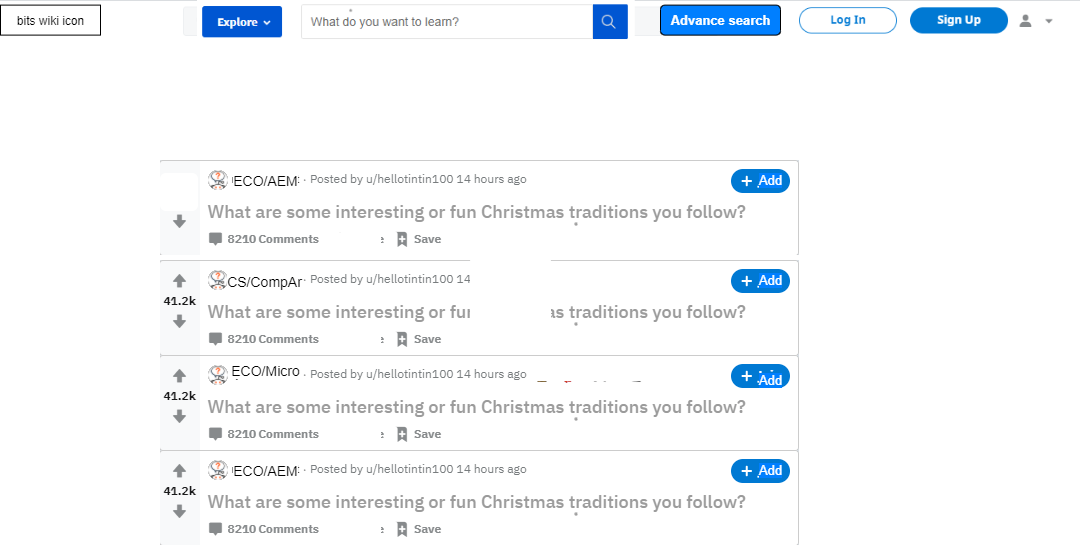 bits wiki icon
Explore
What do you want to learn?
Advance search
Log In
Sign Up
ECO/AEM · Posted by u/hellotintin100 14 hours ago
+ Add
What are some interesting or fun Christmas traditions you follow?
8210 Comments
Save
CS/CompAr · Posted by u/hellotintin100 14
+ Add
41.2k
What are some interesting or fun as traditions you follow?
8210 Comments
Save
ECO/Micro · Posted by u/hellotintin100 14 hours ago
+ Add
41.2k
What are some interesting or fun Christmas traditions you follow?
8210 Comments
Save
ECO/AEM · Posted by u/hellotintin100 14 hours ago
+ Add
41.2k
What are some interesting or fun Christmas traditions you follow?
8210 Comments
Save